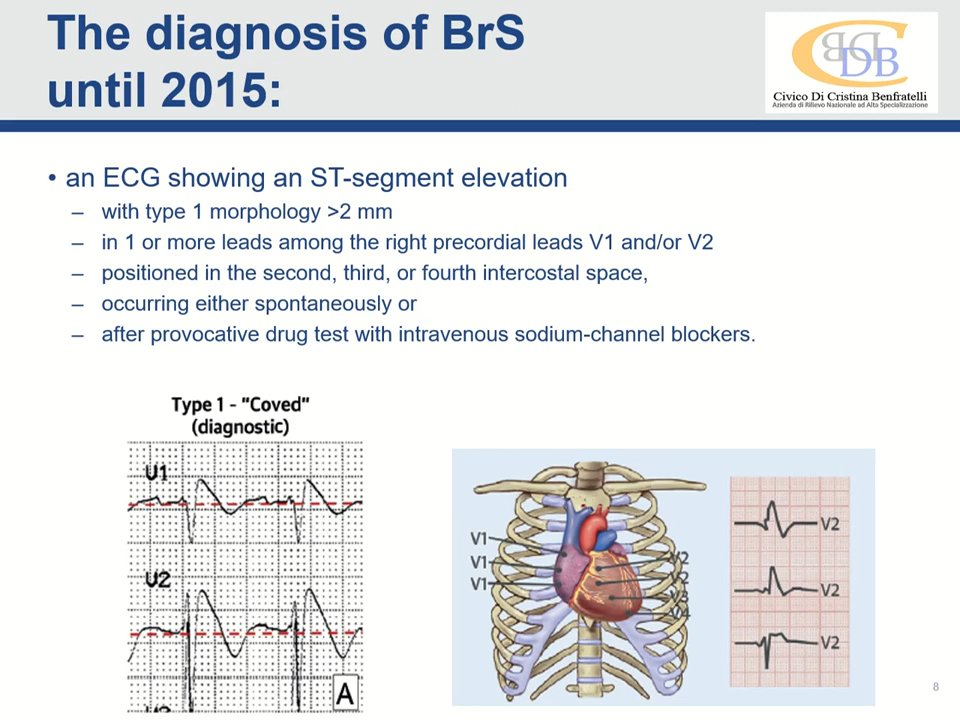 The diagnosis of BrS
until 2015:
BDB
Civico Di Cristina Benfratelli
Azienda di Rilievo Nazionale ad Alta Specializzazione
• an ECG showing an ST-segment elevation
– with type 1 morphology >2 mm
– in 1 or more leads among the right precordial leads V1 and/or V2
– positioned in the second, third, or fourth intercostal space,
– occurring either spontaneously or
– after provocative drug test with intravenous sodium-channel blockers.
Type 1 - "Coved"
(diagnostic)
U1
U2
A
V1
V1
V1
V2
V2
V3
V4
V2
V2
V2
8